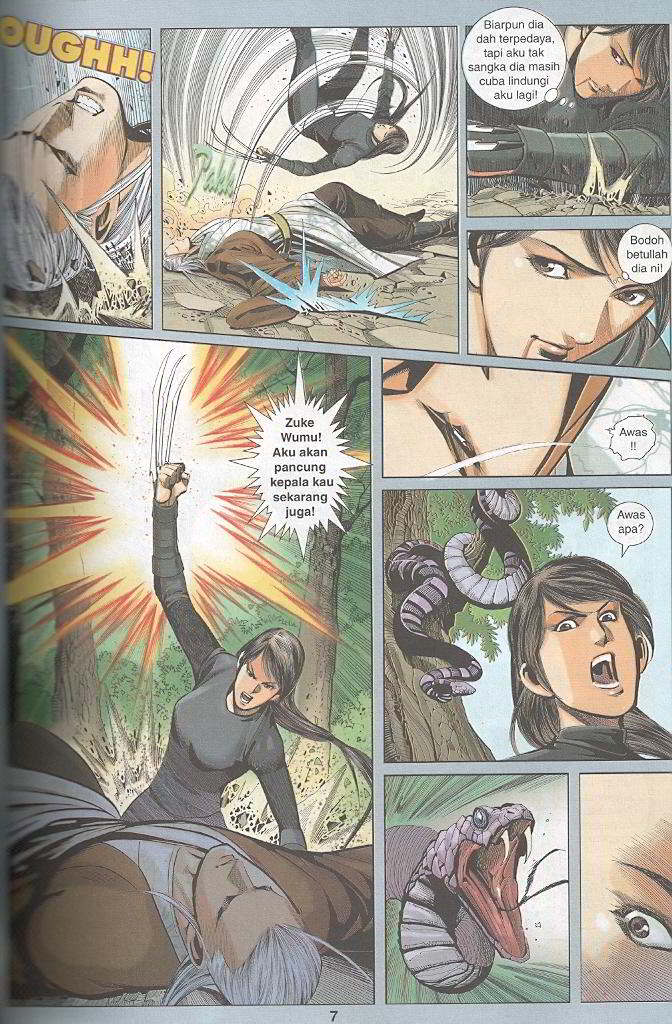 OUGHH!
Pakk
Biarpun dia
dah terpedaya,
tapi aku tak
sangka dia masih
cuba lindungi
aku lagi!
Bodoh
betullah
dia ni!
Zuke
Wumu!
Aku akan
pancung
kepala kau
sekarang
juga!
Awas
!!
Awas
apa?
7